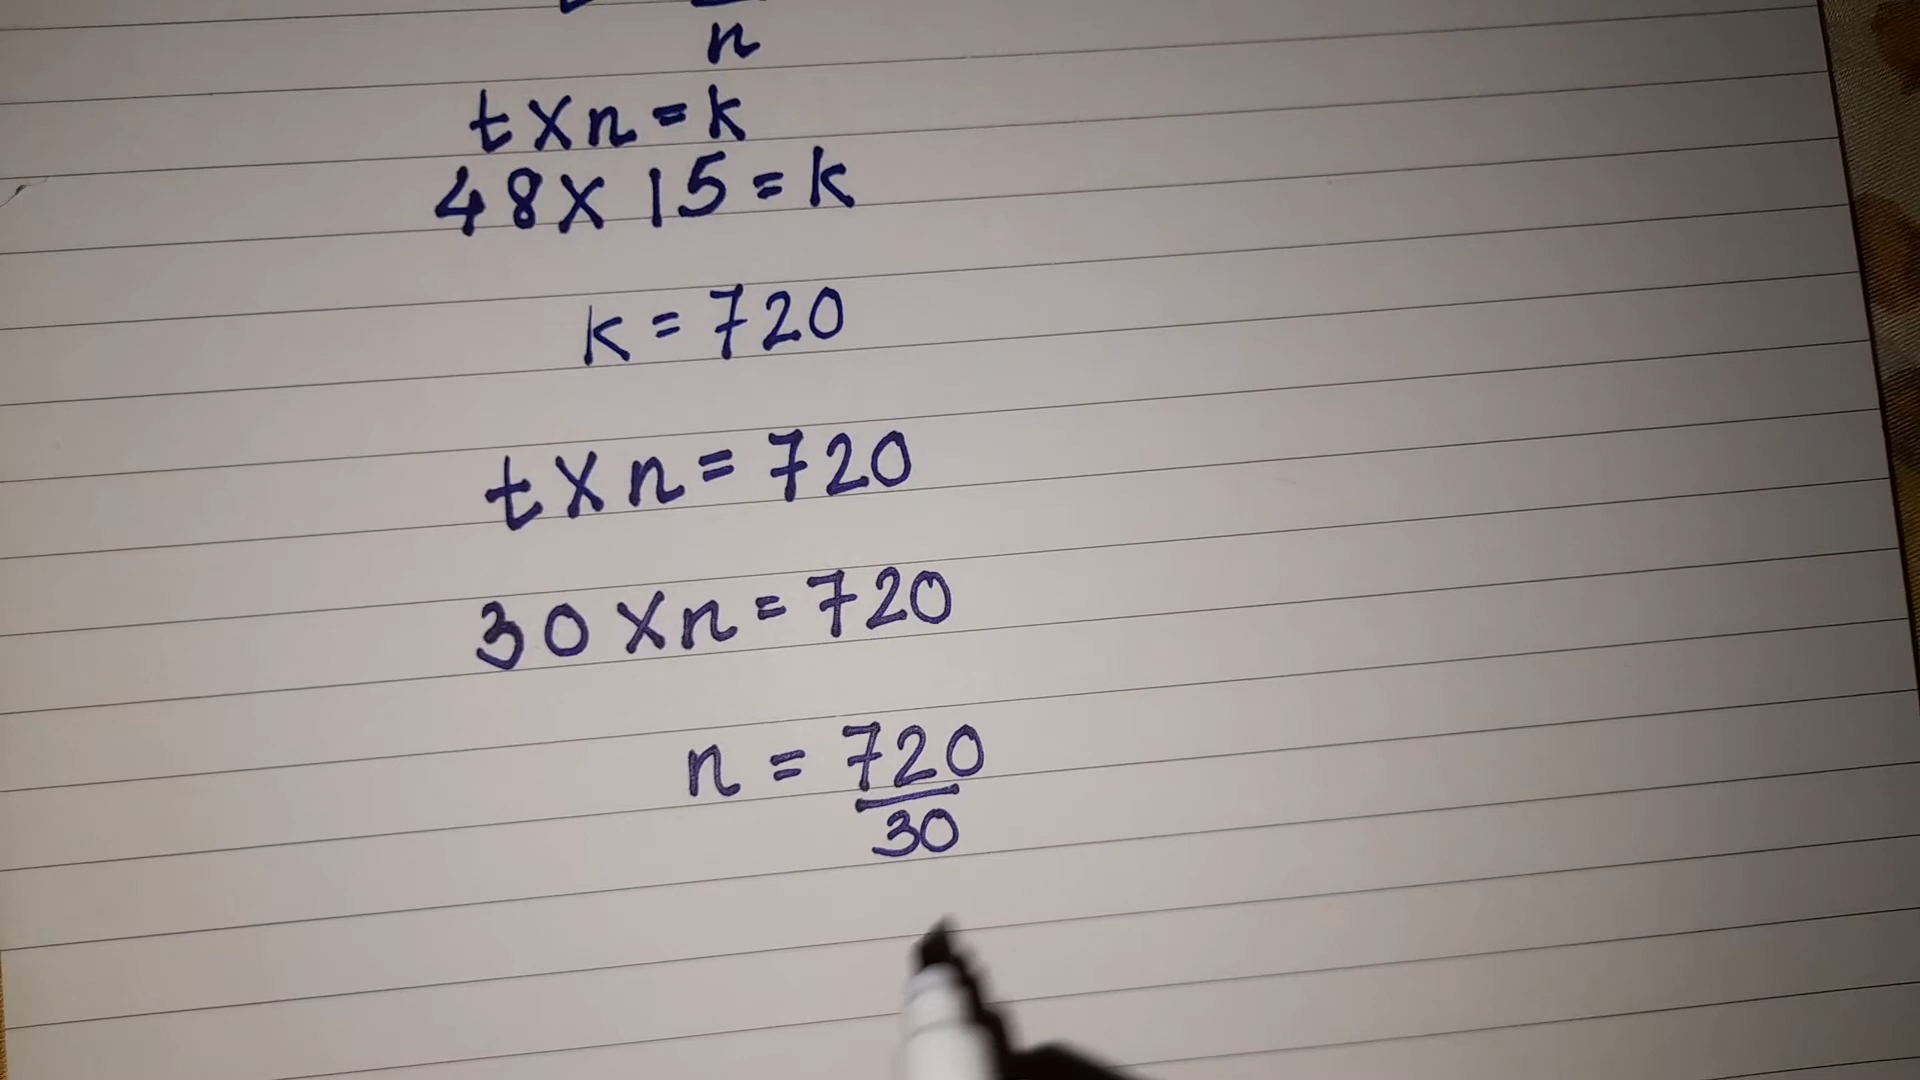 n
t x n = k
48 x 15 = k
k = 720
t x n = 720
30 x n = 720
n = 720
30